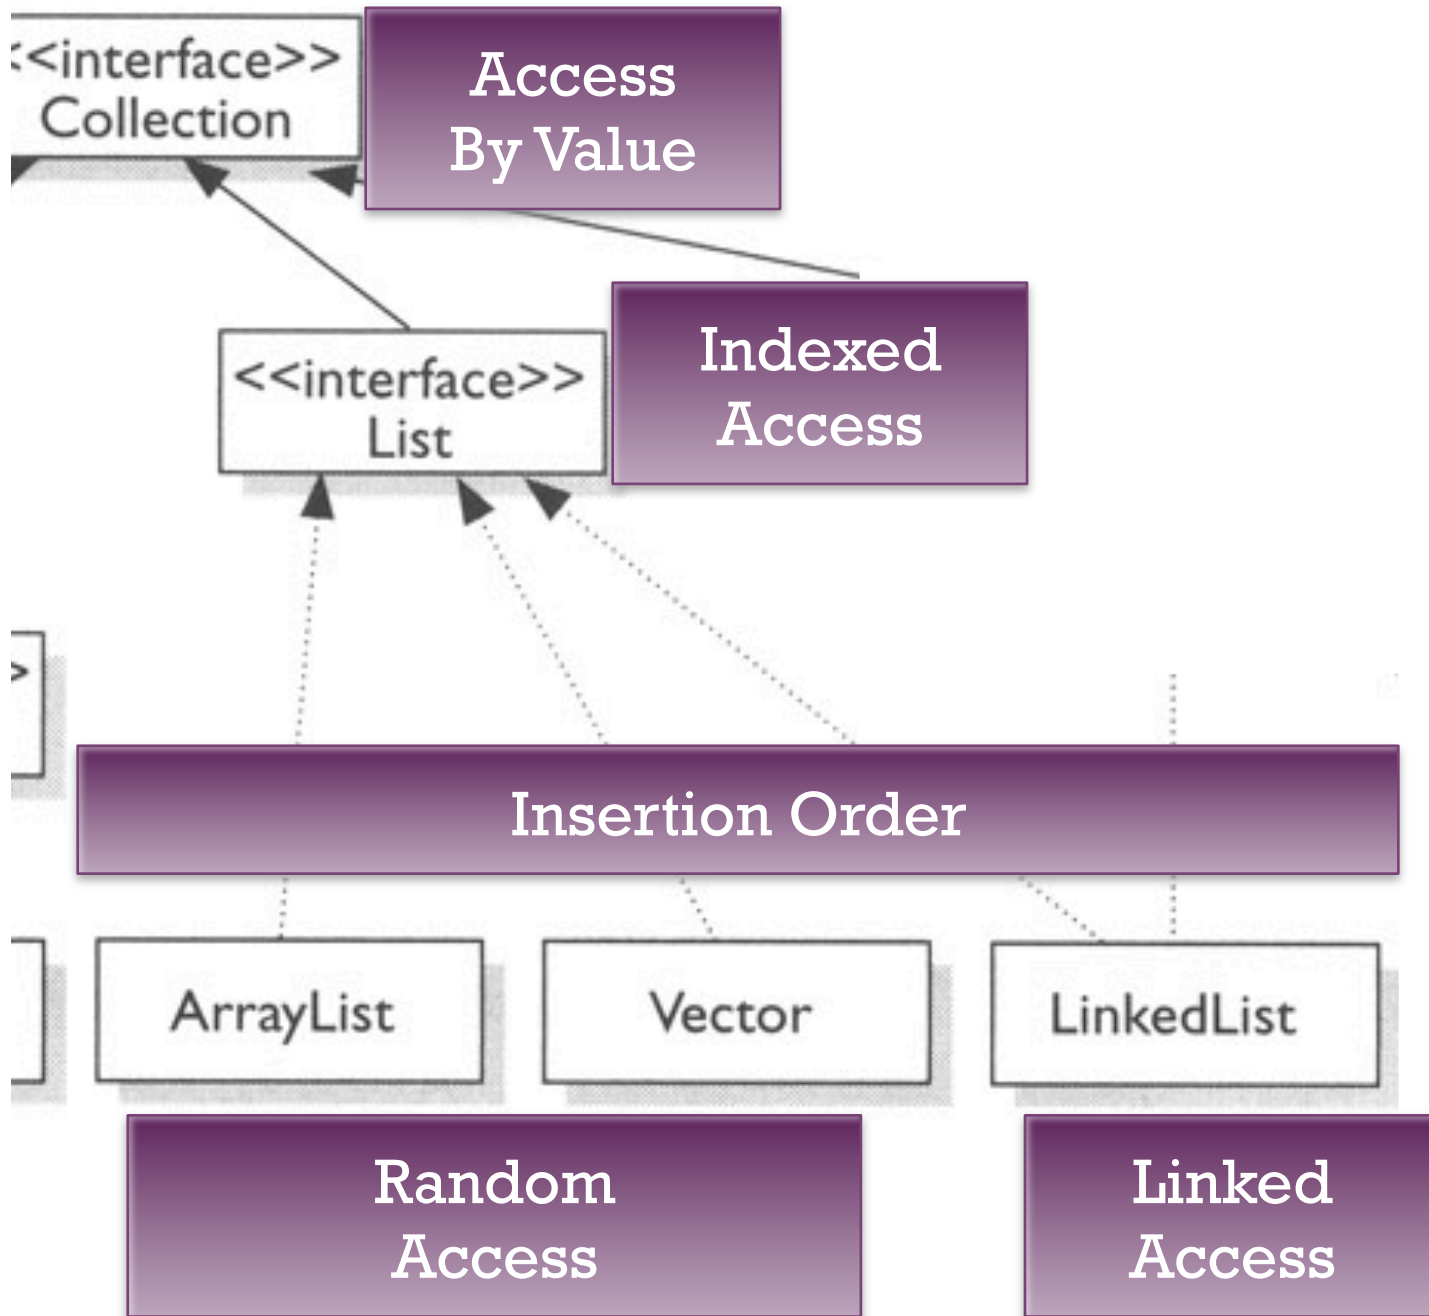 <<interface>>
Collection
Access
By Value
<<interface>>
List
Indexed
Access
>
Insertion Order
ArrayList
Vector
LinkedList
Random
Access
Linked
Access